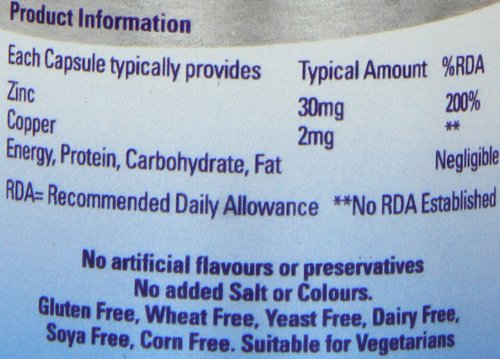 Product Information
Each Capsule typically provides Typical Amount %RDA
Zinc 30mg 200%
Copper 2mg **
Energy, Protein, Carbohydrate, Fat Negligible
RDA= Recommended Daily Allowance **No RDA Established
No artificial flavours or preservatives
No added Salt or Colours.
Gluten Free, Wheat Free, Yeast Free, Dairy Free,
Soya Free, Corn Free. Suitable for Vegetarians